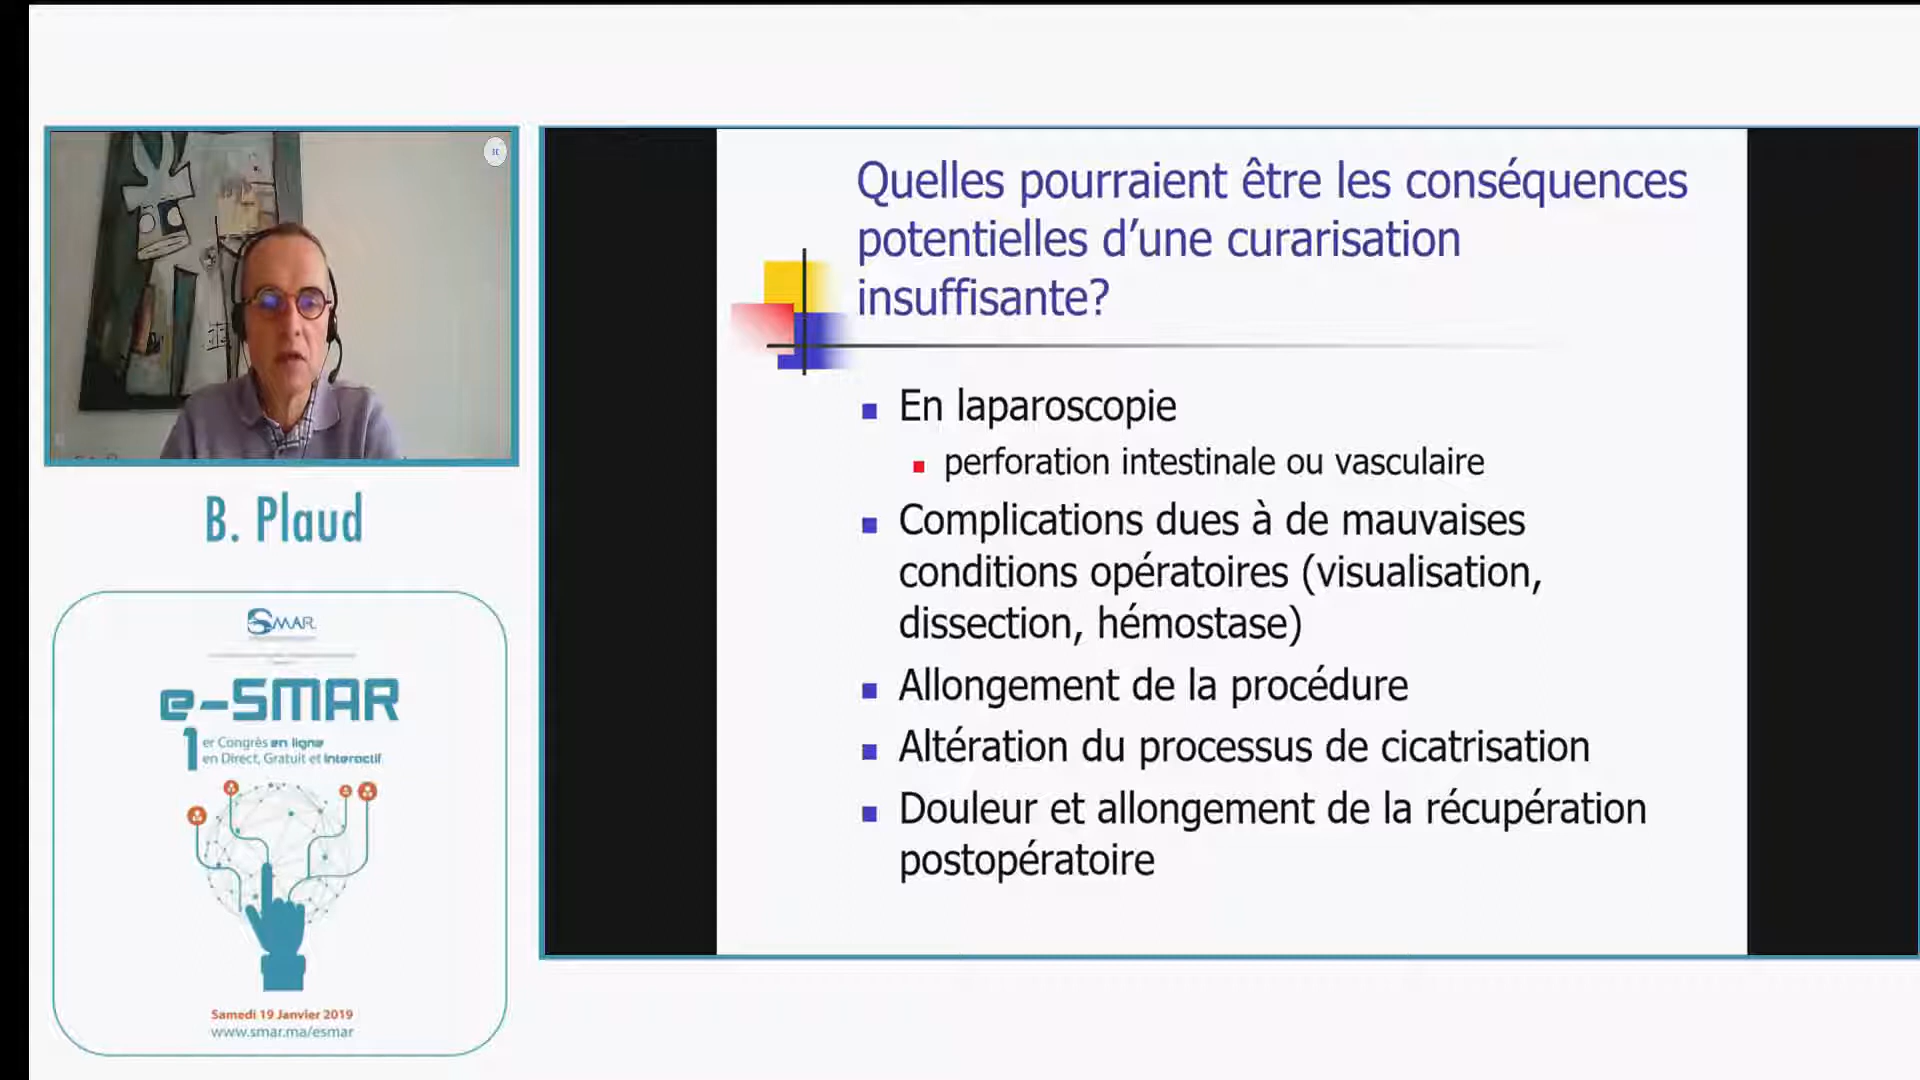 Quelles pourraient être les conséquences
potentielles d’une curarisation
insuffisante?
En laparoscopie
perforation intestinale ou vasculaire
Complications dues à de mauvaises
conditions opératoires (visualisation,
dissection, hémostase)
Allongement de la procédure
Altération du processus de cicatrisation
Douleur et allongement de la récupération
postopératoire
B. Plaud
SMAR
e-SMAR
1er Congrès en ligne
en Direct, Gratuit et Interactif
Samedi 19 Janvier 2019
www.smar.ma/esmar